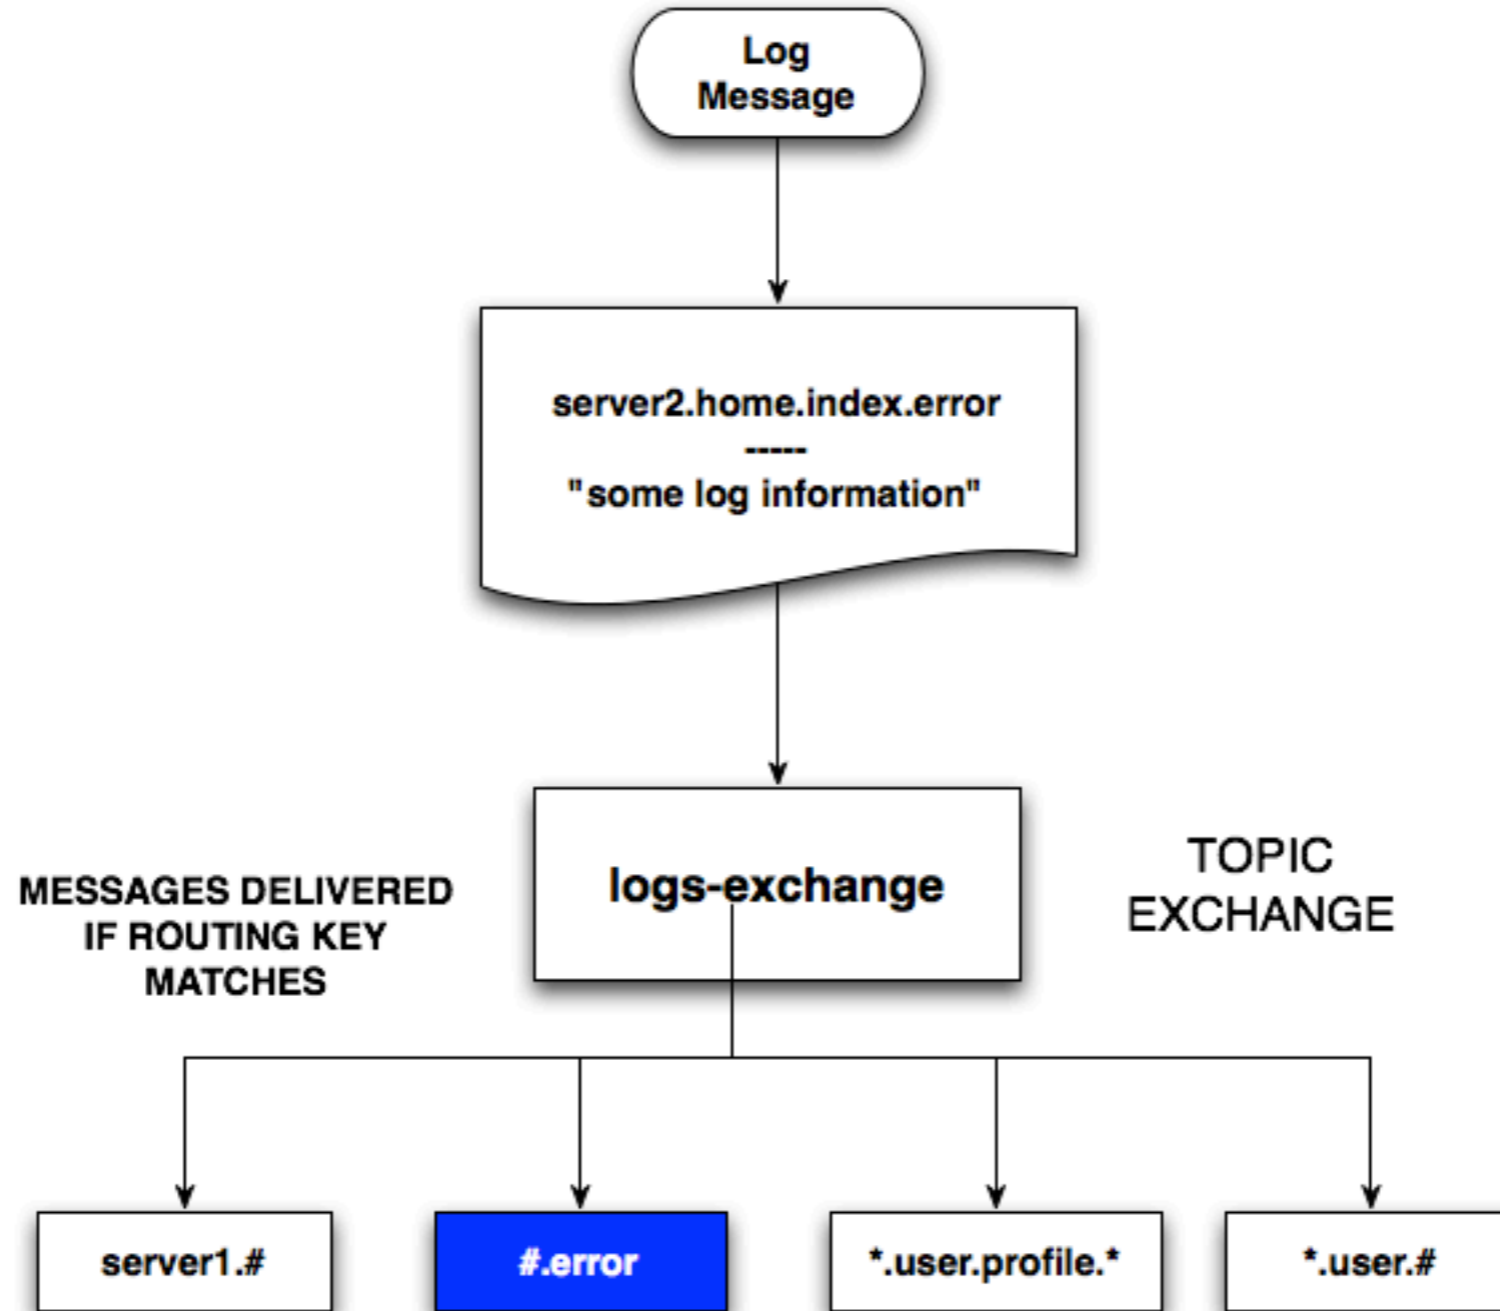 Log
Message
server2.home.index.error
-----
"some log information"
logs-exchange
TOPIC
EXCHANGE
MESSAGES DELIVERED
IF ROUTING KEY
MATCHES
server1.#
#.error
*.user.profile.*
*.user.#